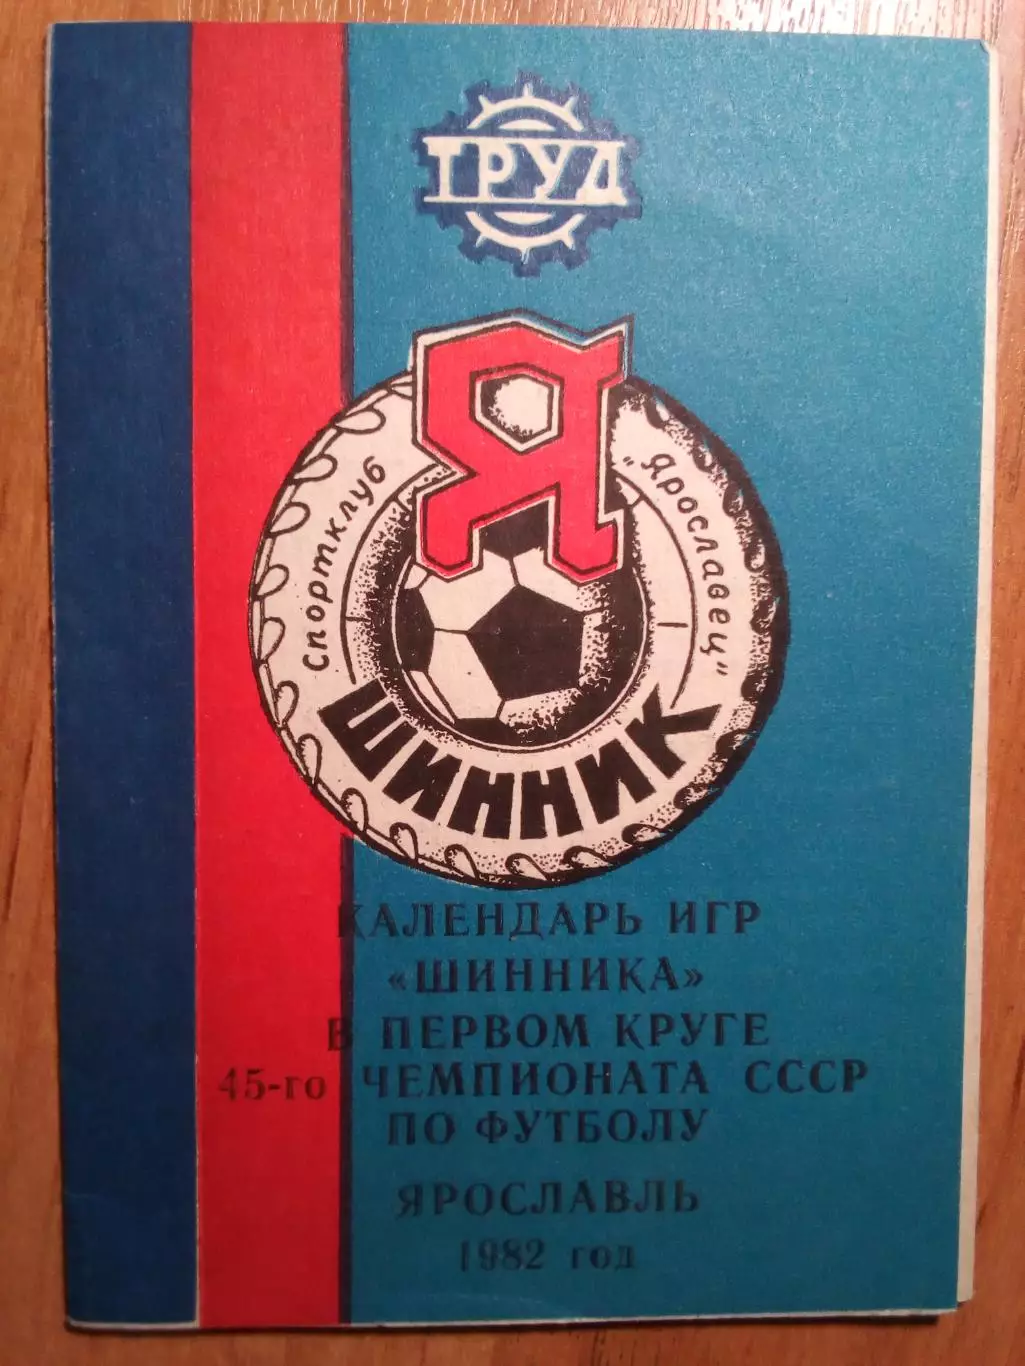 ТРУД
Я
Спортклуб
„Ярославец"
ШИННИК
КАЛЕНДАРЬ ИГР
«ШИННИКА»
В ПЕРВОМ КРУГЕ
45-го ЧЕМПИОНАТА СССР
ПО ФУТБОЛУ
ЯРОСЛАВЛЬ
1982 год